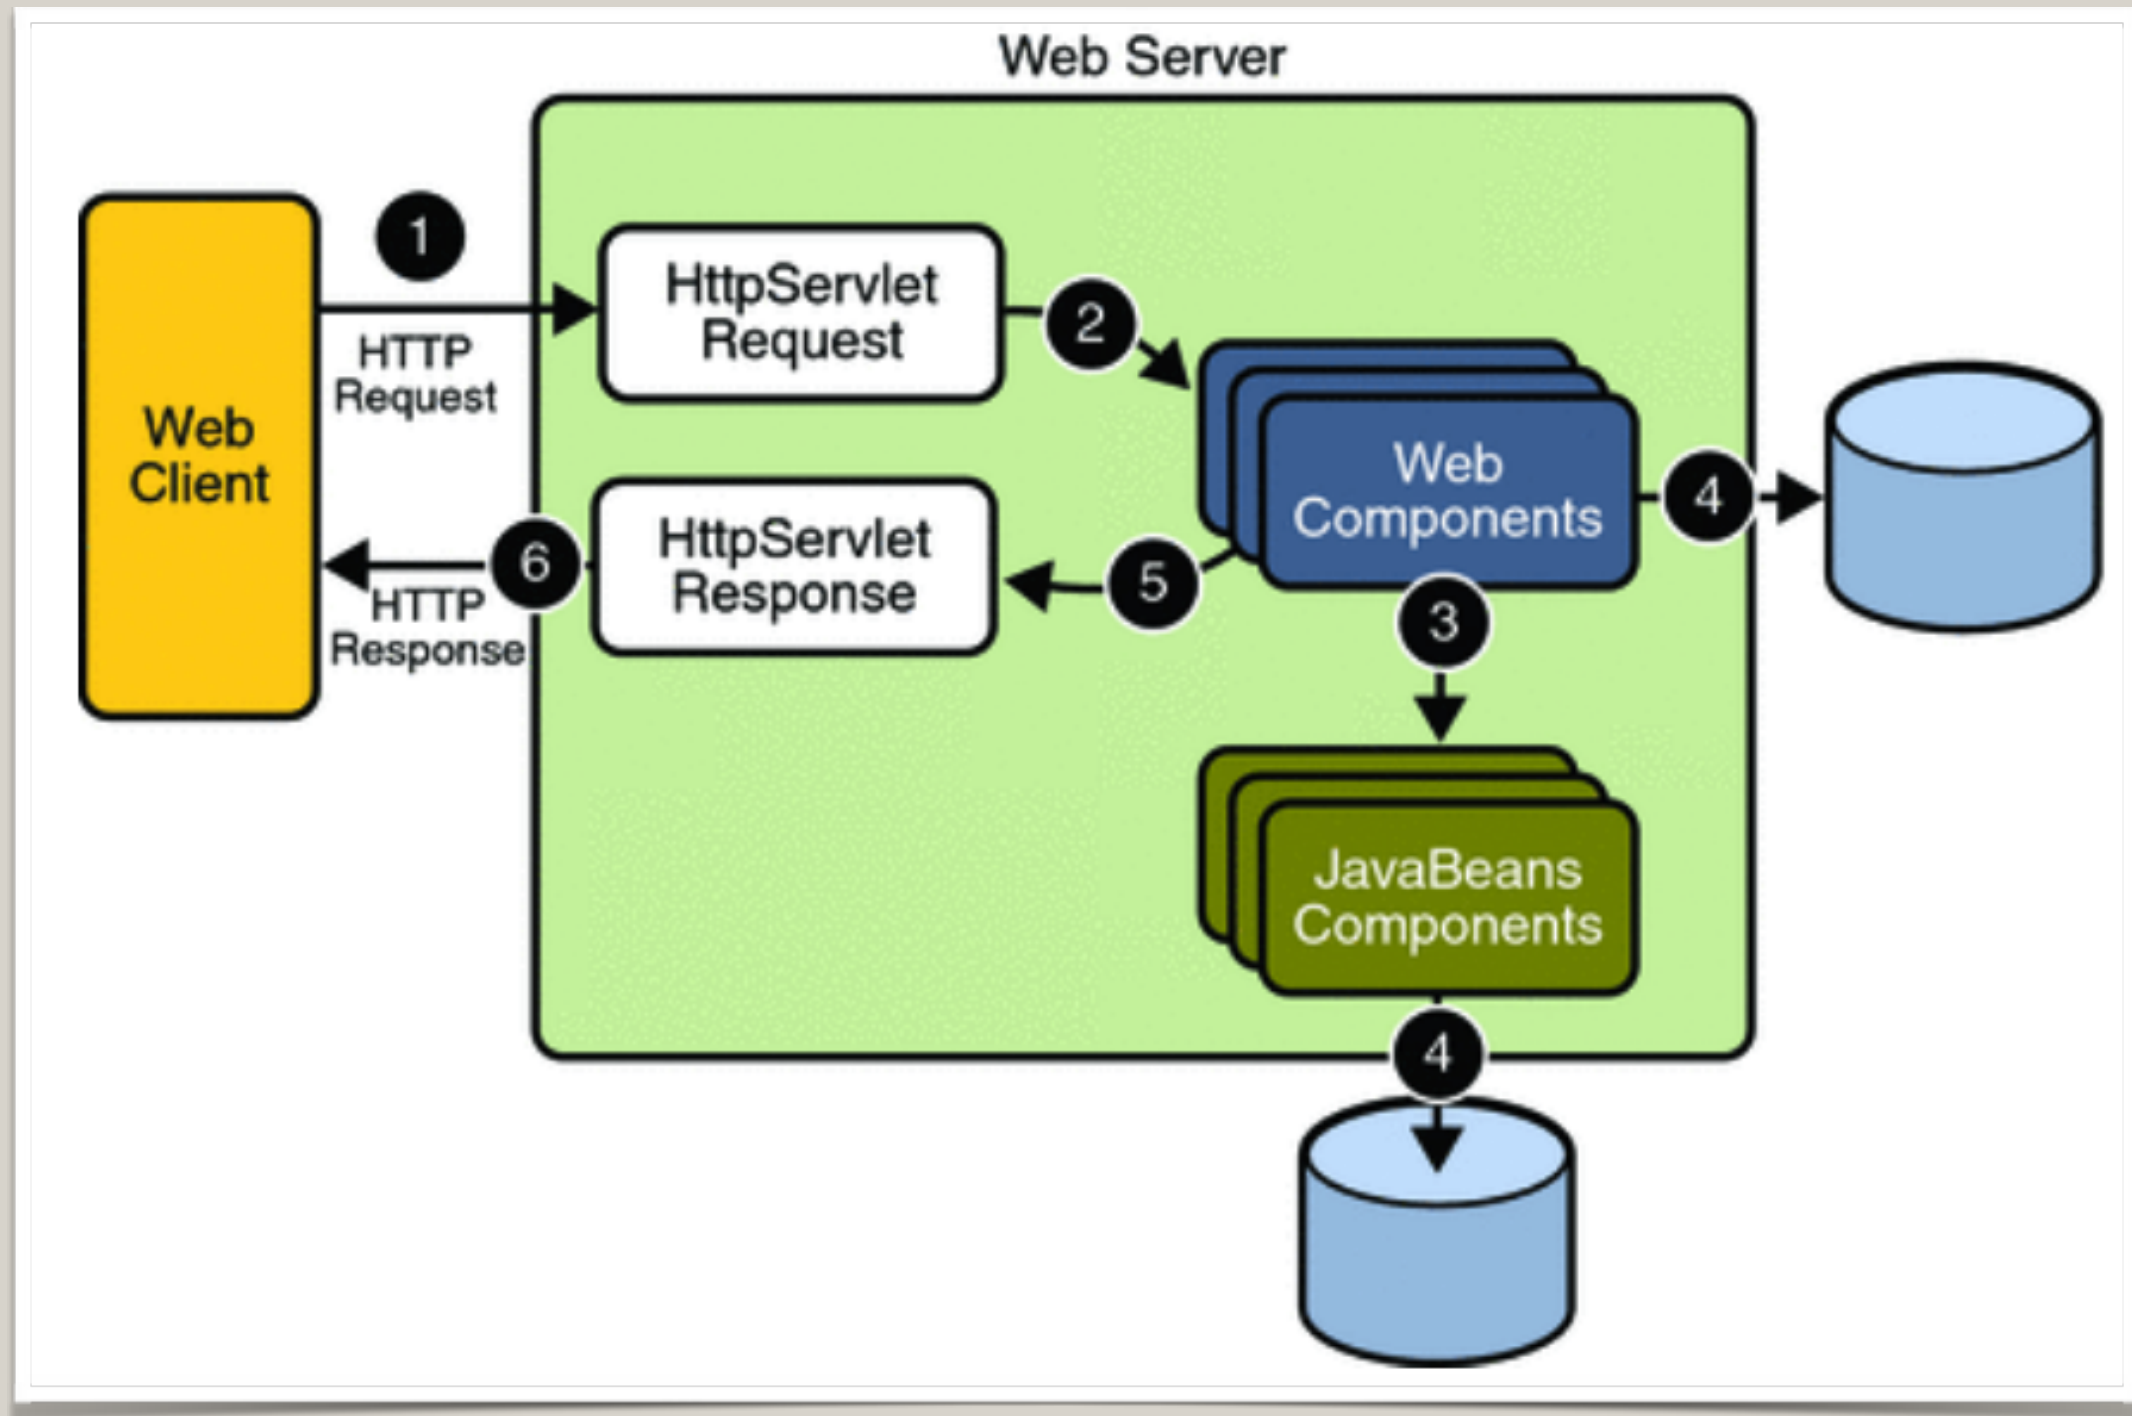 Web Server
1
HTTP
Request
HttpServlet
Request
2
Web
Client
Web
Components
4
HttpServlet
Response
5
6
HTTP
Response
3
JavaBeans
Components
4